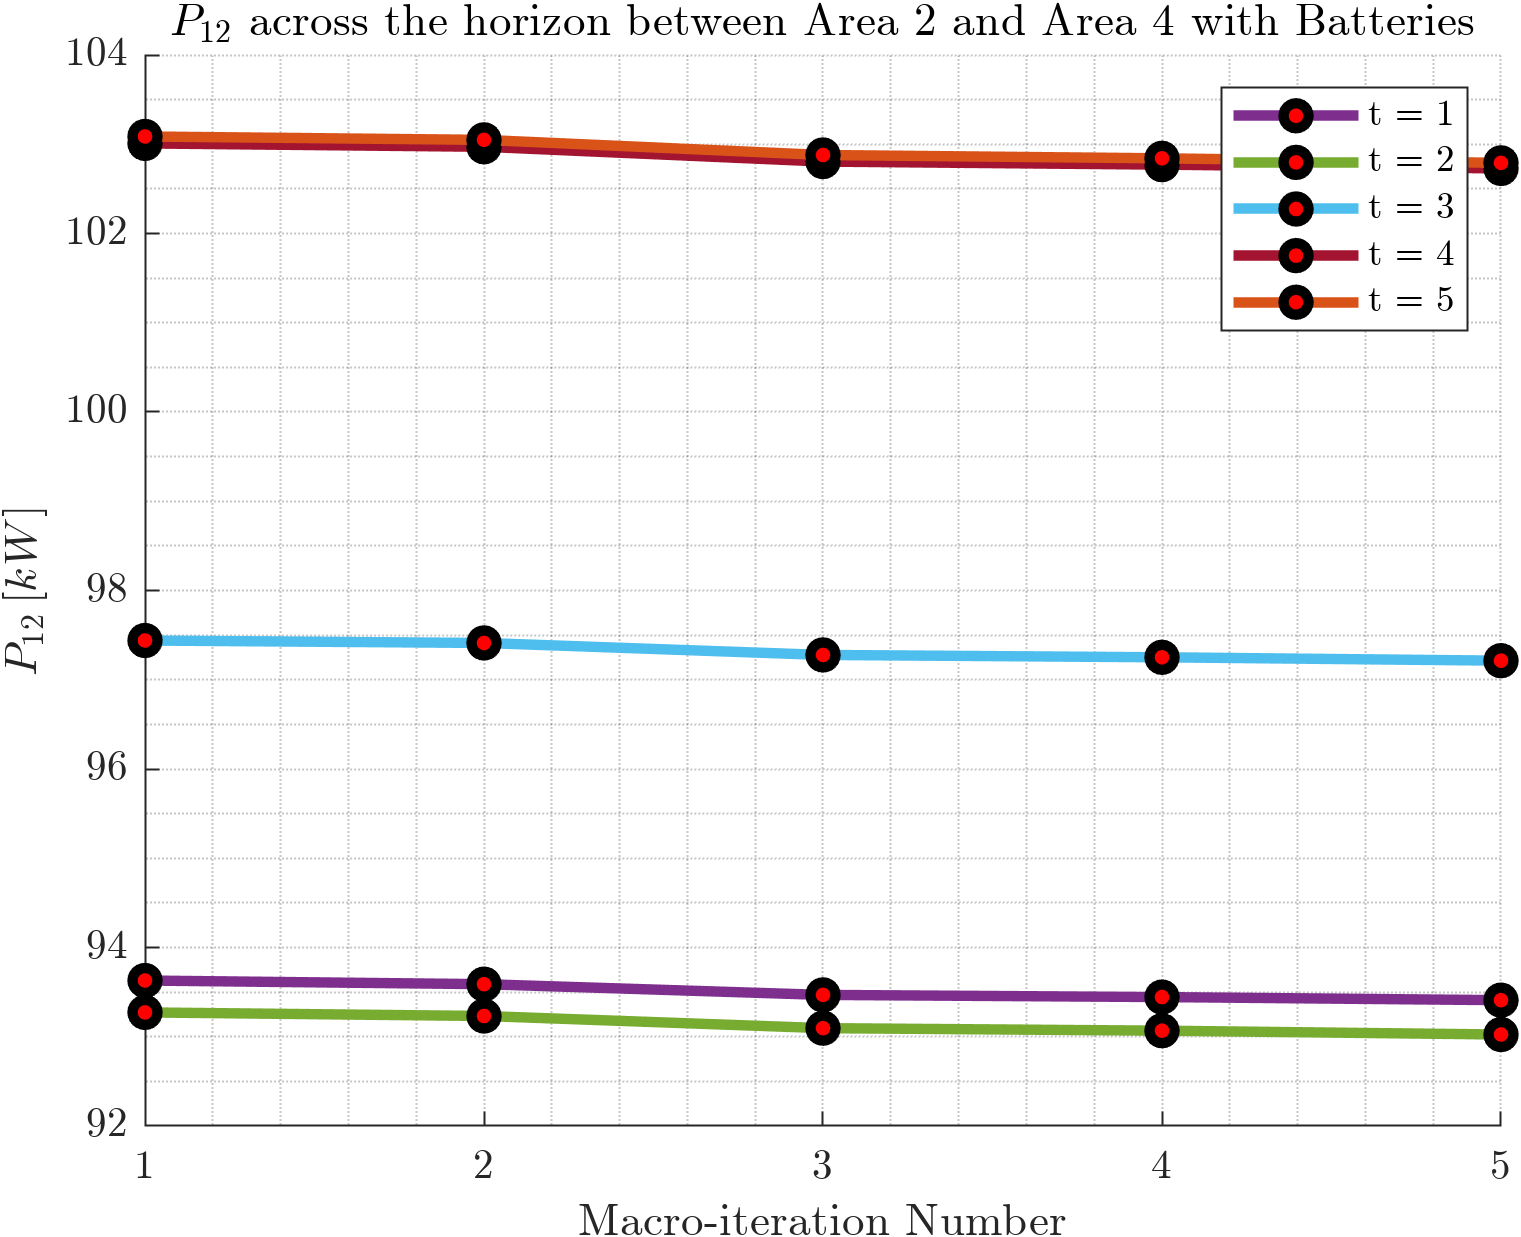 P12 across the horizon between Area 2 and Area 4 with Batteries
104
102
100
98
96
94
92
P12 [kW]
t = 1
t = 2
t = 3
t = 4
t = 5
1 2 3 4 5
Macro-iteration Number